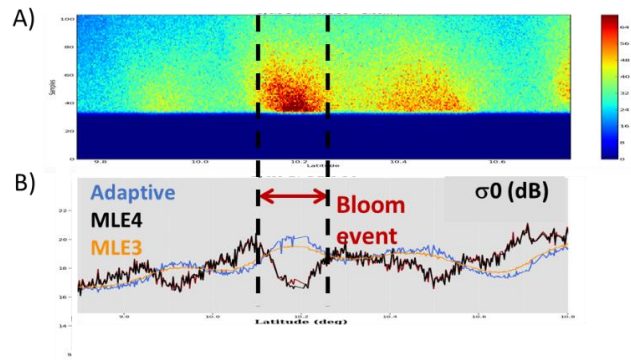 A)
100
80
60
40
20
0
Samples
9.8
10.0
10.2
10.4
10.6
Latitude
64
56
48
40
32
24
16
8
0
B)
Adaptive
MLE4
MLE3
Bloom
event
σ0 (dB)
22
20
18
16
14
9.8
10.0
10.2
10.4
10.6
10.8
Latitude (deg)